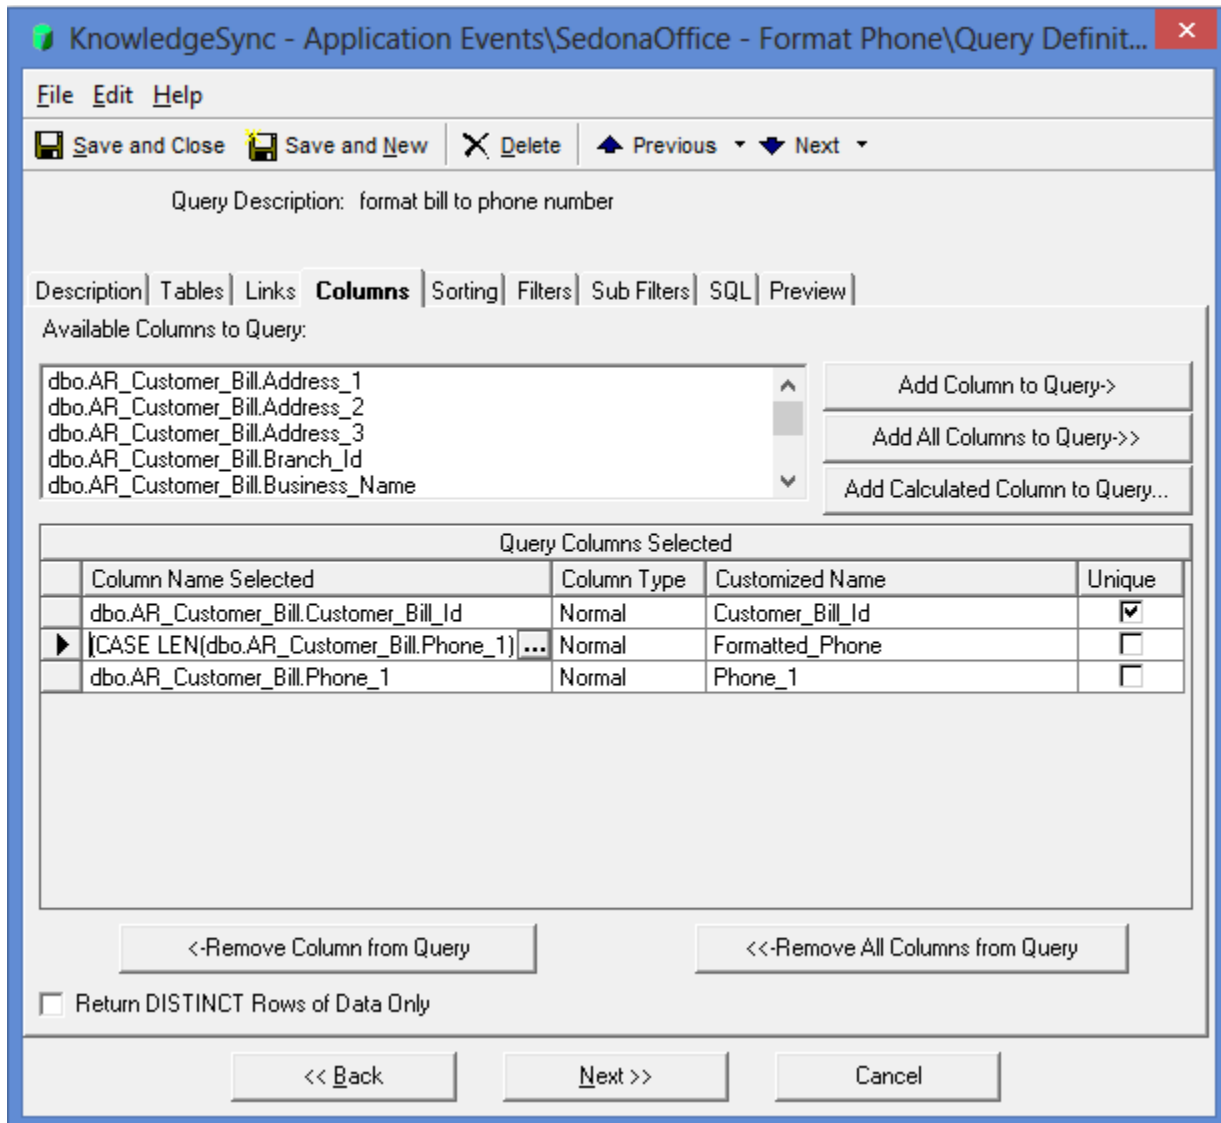 KnowledgeSync - Application Events\SedonaOffice - Format Phone\Query Definit...
File Edit Help
Save and Close Save and New Delete Previous Next
Query Description: format bill to phone number
Description Tables Links Columns Sorting Filters Sub Filters SQL Preview
Available Columns to Query:
dbo.AR_Customer_Bill.Address_1
dbo.AR_Customer_Bill.Address_2
dbo.AR_Customer_Bill.Address_3
dbo.AR_Customer_Bill.Branch_Id
dbo.AR_Customer_Bill.Business_Name
Add Column to Query->
Add All Columns to Query->>
Add Calculated Column to Query...
Query Columns Selected
Column Name Selected Column Type Customized Name Unique
dbo.AR_Customer_Bill.Customer_Bill_Id Normal Customer_Bill_Id
(CASE LEN(dbo.AR_Customer_Bill.Phone_1) ... Normal Formatted_Phone
dbo.AR_Customer_Bill.Phone_1 Normal Phone_1
<-Remove Column from Query <<-Remove All Columns from Query
Return DISTINCT Rows of Data Only
<< Back Next >> Cancel